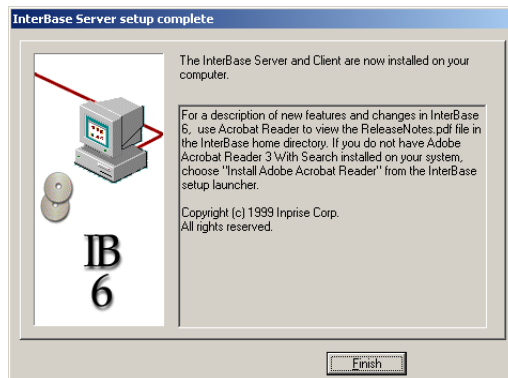 InterBase Server setup complete
The InterBase Server and Client are now installed on your
computer.
For a description of new features and changes in InterBase
6, use Acrobat Reader to view the ReleaseNotes.pdf file in
the InterBase home directory. If you do not have Adobe
Acrobat Reader 3 With Search installed on your system,
choose "Install Adobe Acrobat Reader" from the InterBase
setup launcher.
Copyright (c) 1999 Inprise Corp.
All rights reserved.
IB
6
Finish